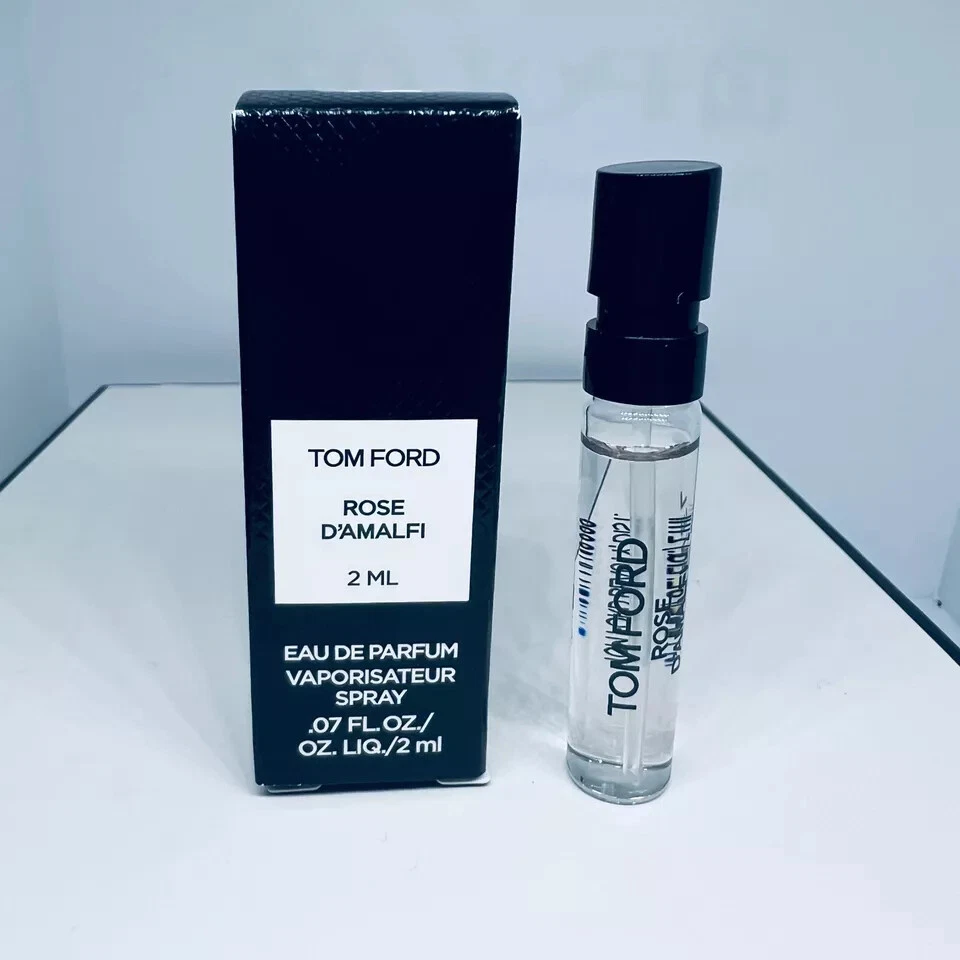 TOM FORD
ROSE
D'AMALFI
2 ML
EAU DE PARFUM
VAPORISATEUR
SPRAY
.07 FL.OZ./
OZ. LIQ./2 ml
TOM FORD
ROSE